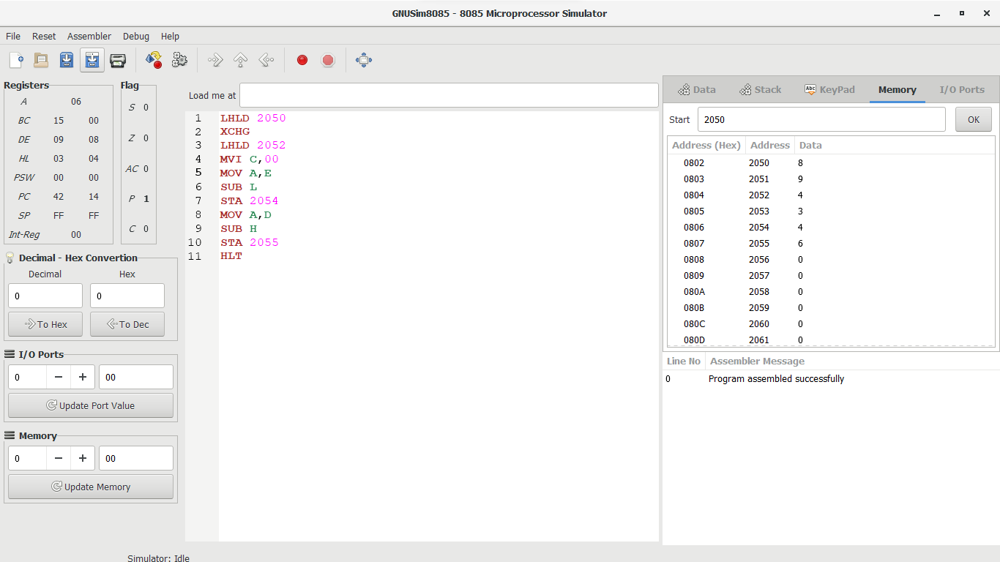 GNUSim8085 - 8085 Microprocessor Simulator
File Reset Assembler Debug Help
Registers
A 06
BC 15 00
DE 09 08
HL 03 04
PSW 00 00
PC 42 14
SP FF FF
Int-Reg 00
Flag
S 0
Z 0
AC 0
P 1
C 0
Decimal - Hex Convertion
Decimal Hex
0 0
To Hex To Dec
I/O Ports
0 − + 00
Update Port Value
Memory
0 − + 00
Update Memory
Load me at
1 LHLD 2050
2 XCHG
3 LHLD 2052
4 MVI C,00
5 MOV A,E
6 SUB L
7 STA 2054
8 MOV A,D
9 SUB H
10 STA 2055
11 HLT
Data Stack Abc KeyPad Memory I/O Ports
Start 2050 OK
Address (Hex) Address Data
0802 2050 8
0803 2051 9
0804 2052 4
0805 2053 3
0806 2054 4
0807 2055 6
0808 2056 0
0809 2057 0
080A 2058 0
080B 2059 0
080C 2060 0
080D 2061 0
Line No Assembler Message
0 Program assembled successfully
Simulator: Idle